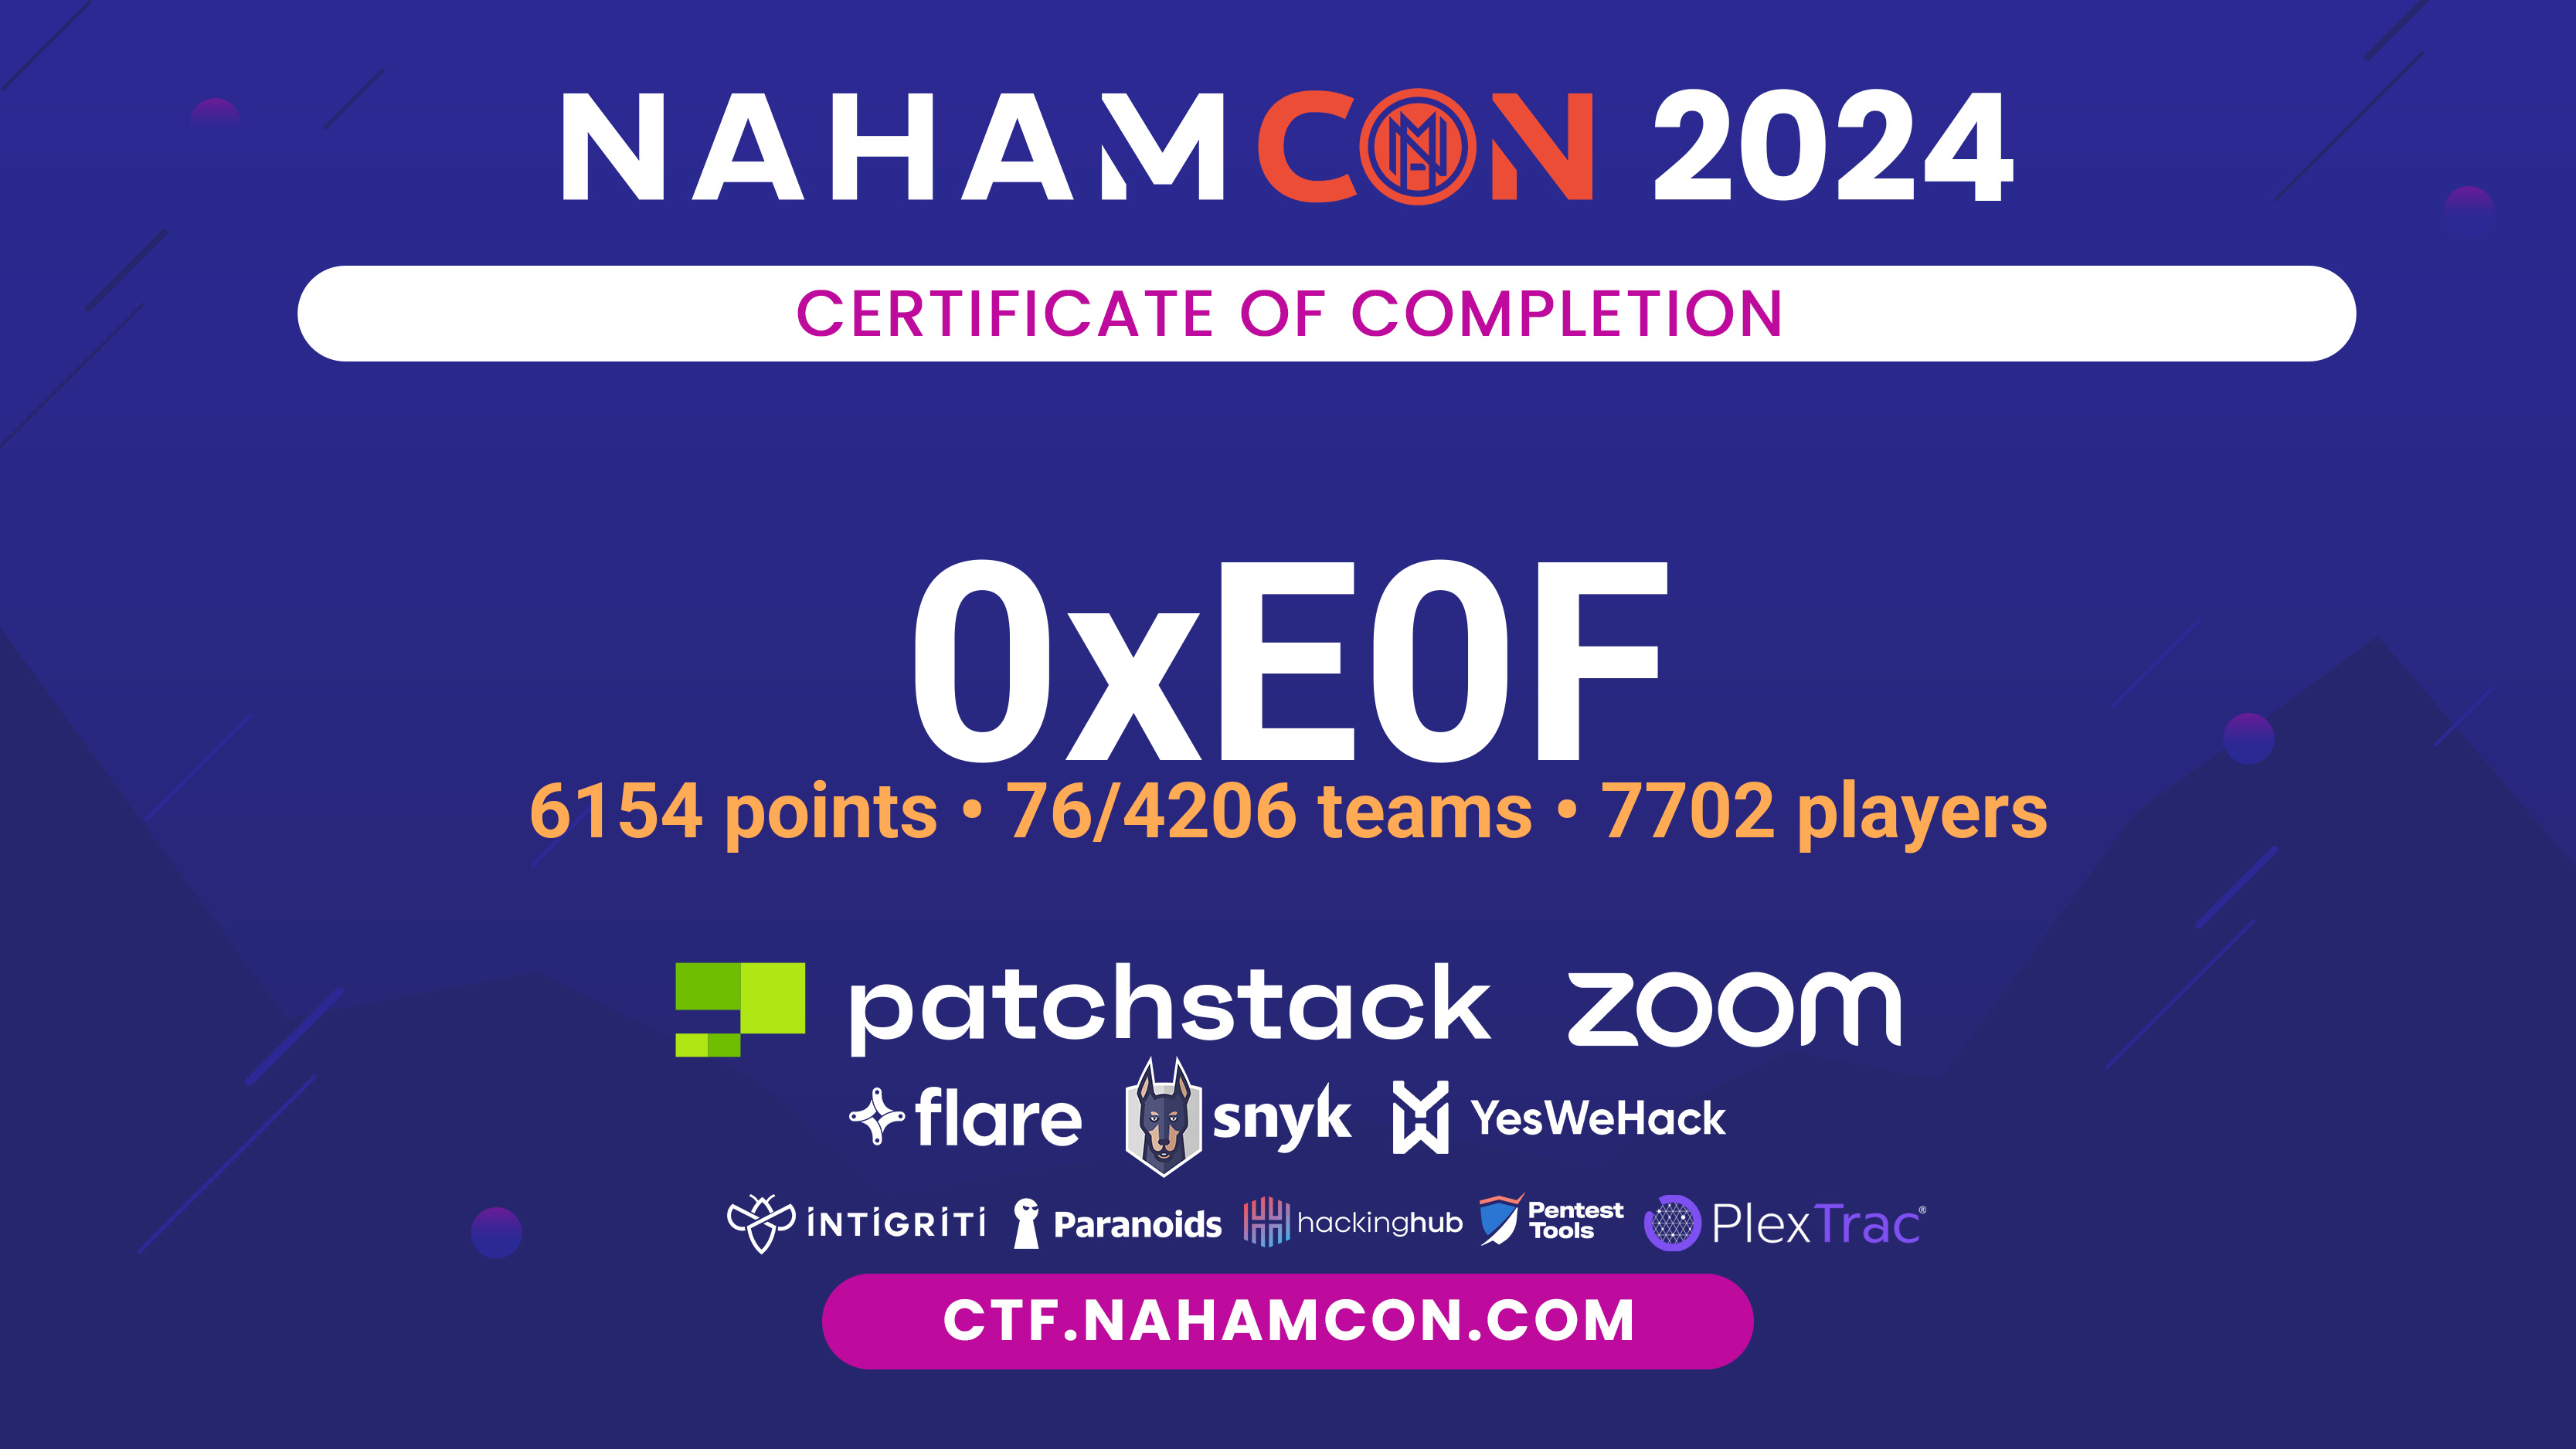 NAHAMCON 2024
CERTIFICATE OF COMPLETION
0xE0F
6154 points • 76/4206 teams • 7702 players
patchstack zoom
flare snyk YesWeHack
INTIGRITI Paranoids hackinghub Pentest Tools PlexTrac®
CTF.NAHAMCON.COM